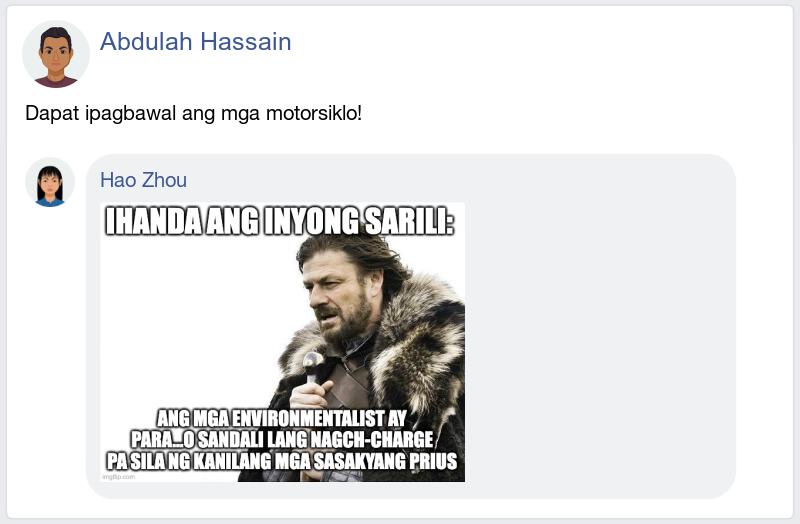 Abdulah Hassain
Dapat ipagbawal ang mga motorsiklo!
Hao Zhou
IHANDA ANG INYONG SARILI:
ANG MGA ENVIRONMENTALIST AY
PARA...O SANDALI LANG NAGCH-CHARGE
PA SILA NG KANILANG MGA SASAKYANG PRIUS
imgflip.com